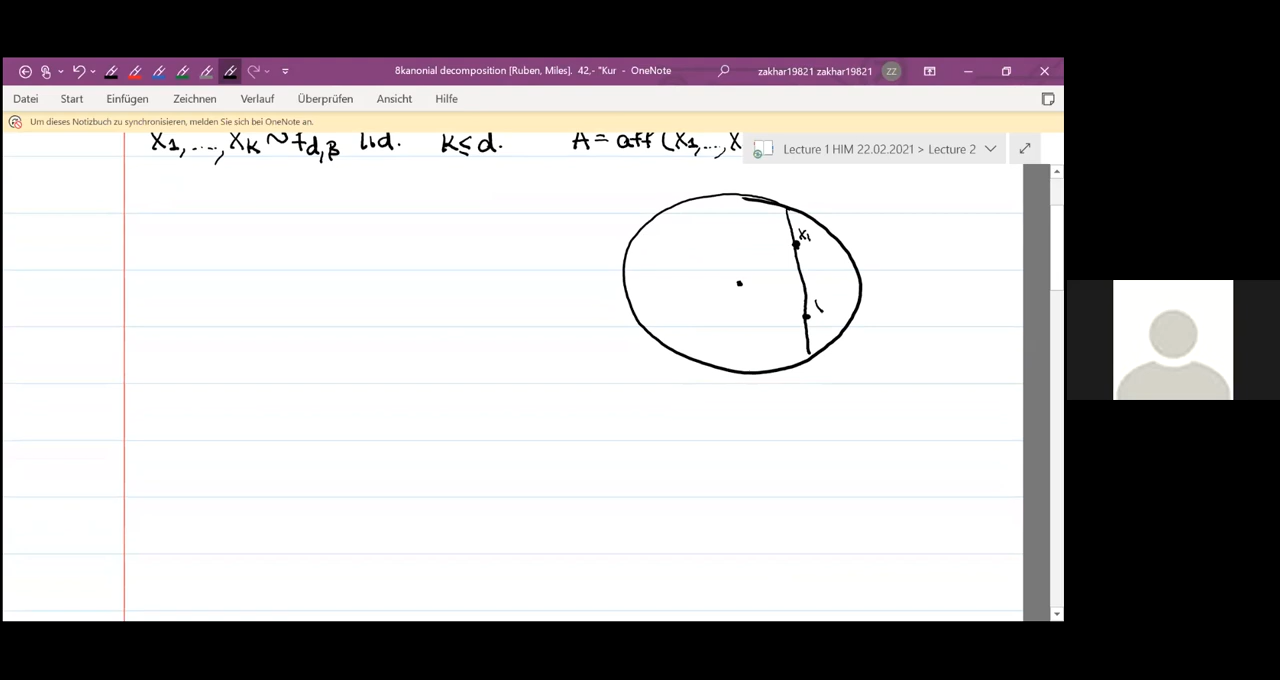 8kanonial decomposition [Ruben, Miles]. 42,- "Kur - OneNote
zakhar19821 zakhar19821 ZZ
Datei Start Einfügen Zeichnen Verlauf Überprüfen Ansicht Hilfe
Um dieses Notizbuch zu synchronisieren, melden Sie sich bei OneNote an.
X1, ..., XK ~ fd,β iid. K ≤ d. A = aff (X1, ..., X
Lecture 1 HIM 22.02.2021 > Lecture 2
X1